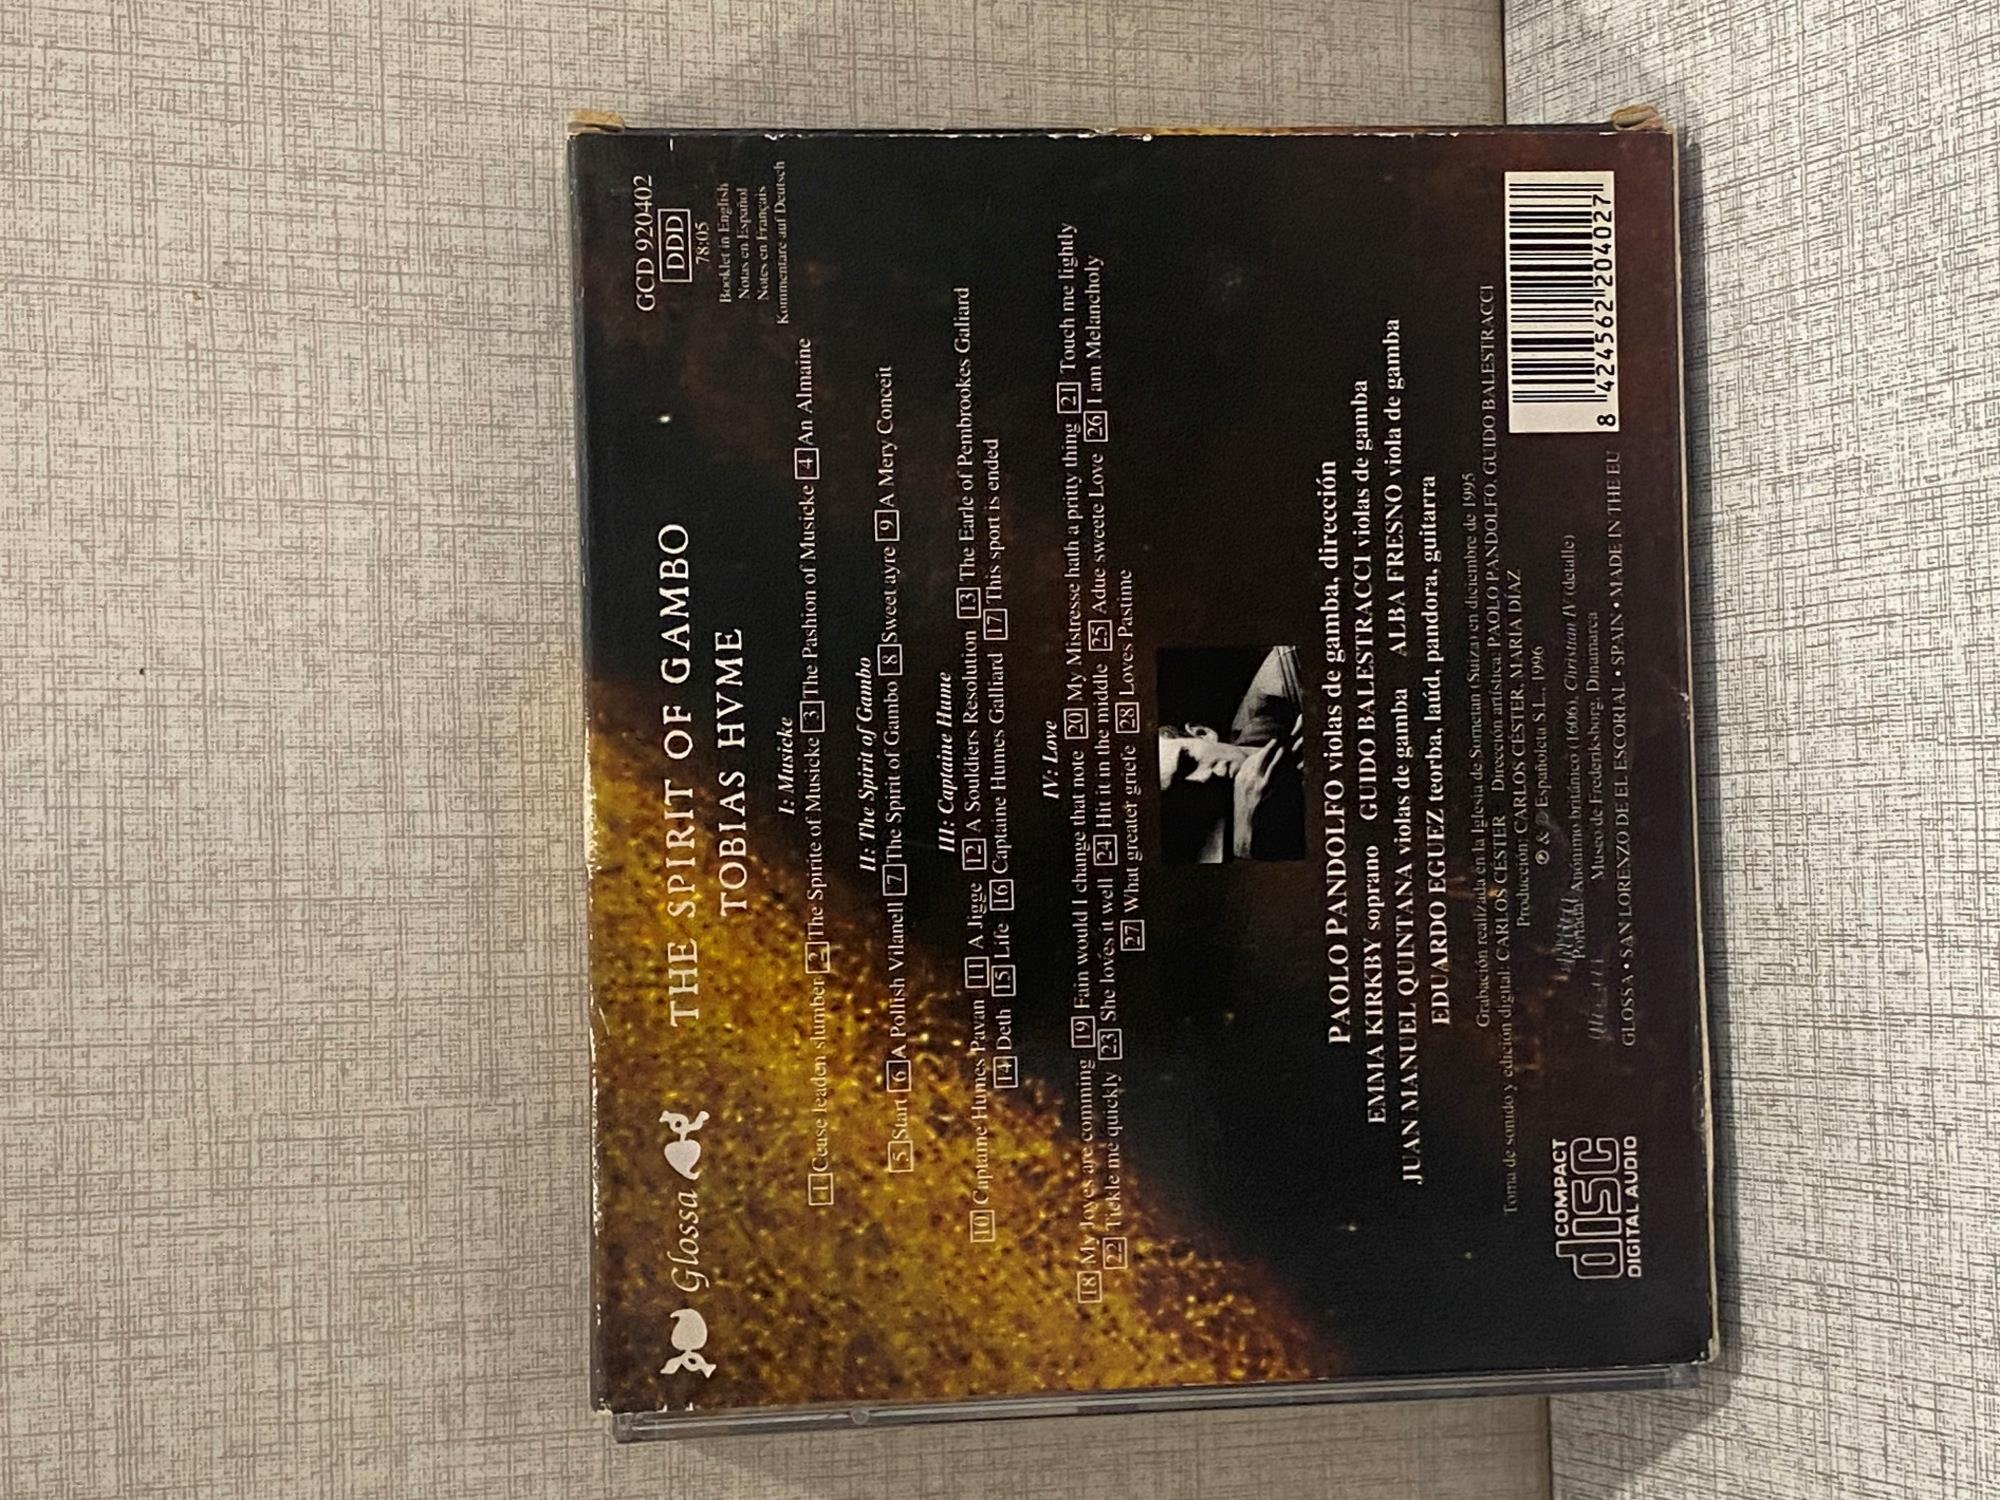 Glossa
THE SPIRIT OF GAMBO
TOBIAS HVME
GCD 920402
DDD
78:05
Booklet in English
Notas en Español
Notes en Français
Kommentare auf Deutsch
I: Musicke
1 Cease leaden slumber 2 The Spirite of Musicke 3 The Pashion of Musicke 4 An Almaine
II: The Spirit of Gambo
5 Start 6 A Pollish Vilanell 7 The Spirit of Gambo 8 Sweet ayre 9 A Mery Conceit
III: Captaine Hume
10 Captaine Humes Pavan 11 A Jigge 12 A Souldiers Resolution 13 The Earle of Penbrookes Galiard
14 Deth 15 Life 16 Captaine Humes Galliard 17 This sport is ended
IV: Love
18 My Joyes are comming 19 Fain would I change that note 20 My Mistresse hath a pritty thing 21 Touch me lightly
22 Tickle me quickly 23 She loves it well 24 Hit it in the middle 25 Adue sweete Love 26 I am Melancholy
27 What greater griefe 28 Loves Pastime
PAOLO PANDOLFO violas de gamba, dirección
EMMA KIRKBY soprano GUIDO BALESTRACCI violas de gamba
JUAN MANUEL QUINTANA violas de gamba ALBA FRESNO viola de gamba
EDUARDO EGUEZ teorba, laúd, pandora, guitarra
Grabación realizada en la Iglesia de Sornetan (Suiza) en diciembre de 1995
Toma de sonido y edición digital: CARLOS CÉSTER Dirección artística: PAOLO PANDOLFO, GUIDO BALESTRACCI
Producción: CARLOS CÉSTER, MARÍA DÍAZ
℗ & © Españoleta S.L., 1996
Portada: Anónimo británico (1606), Christian IV (detalle)
Museo de Frederiksborg, Dinamarca
GLOSSA • SAN LORENZO DE EL ESCORIAL • SPAIN • MADE IN THE EU
COMPACT
disc
DIGITAL AUDIO
8 424562 204027